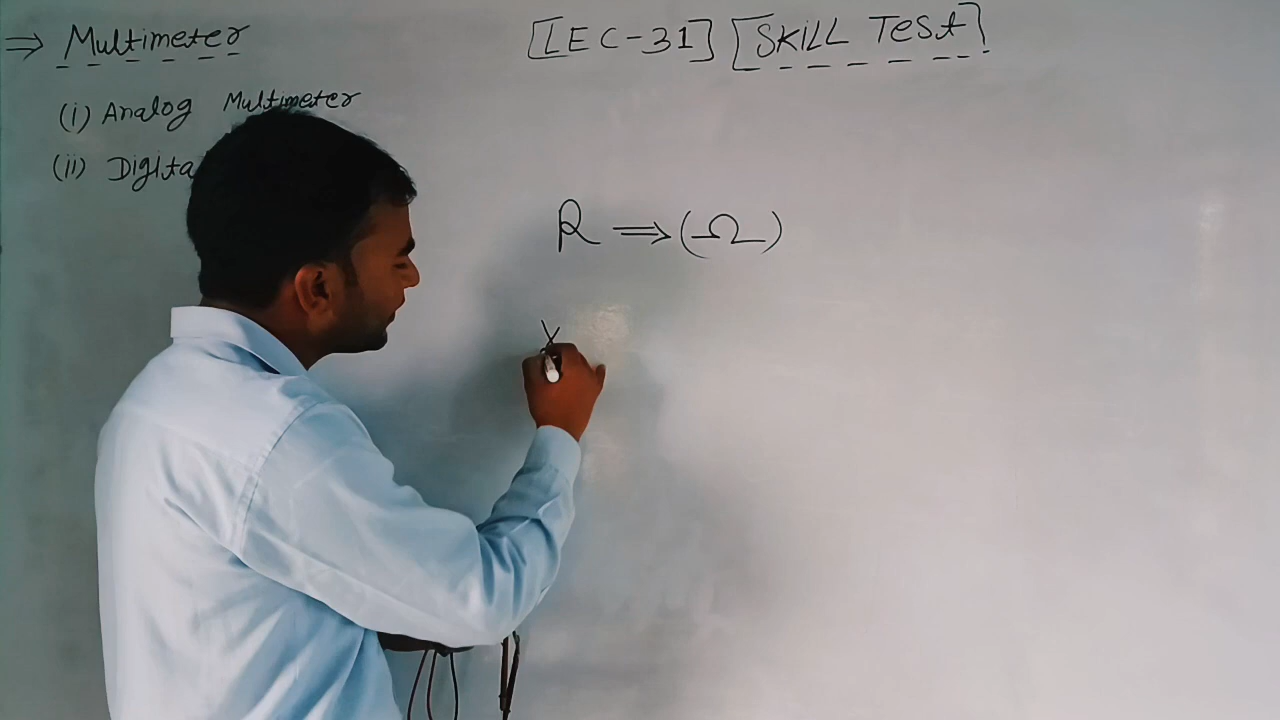 ⇒ Multimeter
[LEC-31] [SKILL TEST]
(i) Analog Multimeter
(ii) Digita
R ⇒ (Ω)